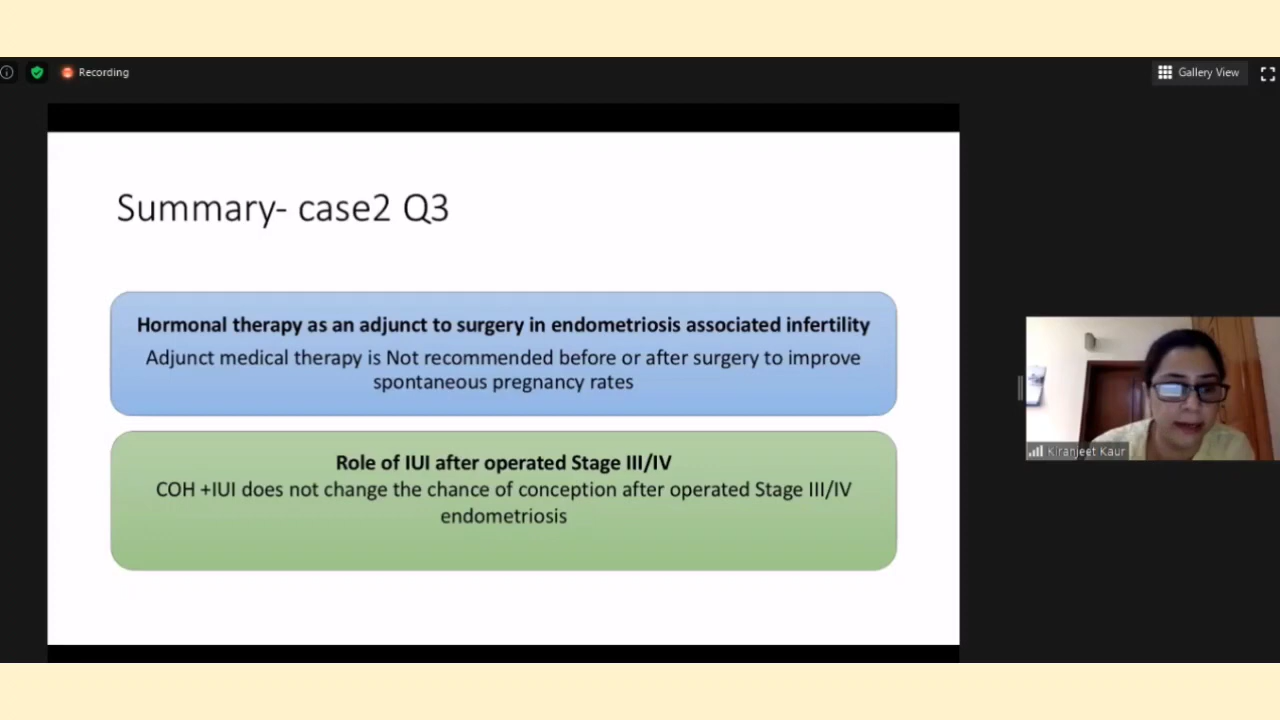 Recording
Gallery View
Summary- case2 Q3
Hormonal therapy as an adjunct to surgery in endometriosis associated infertility
Adjunct medical therapy is Not recommended before or after surgery to improve
spontaneous pregnancy rates
Role of IUI after operated Stage III/IV
COH +IUI does not change the chance of conception after operated Stage III/IV
endometriosis
Kiranjeet Kaur